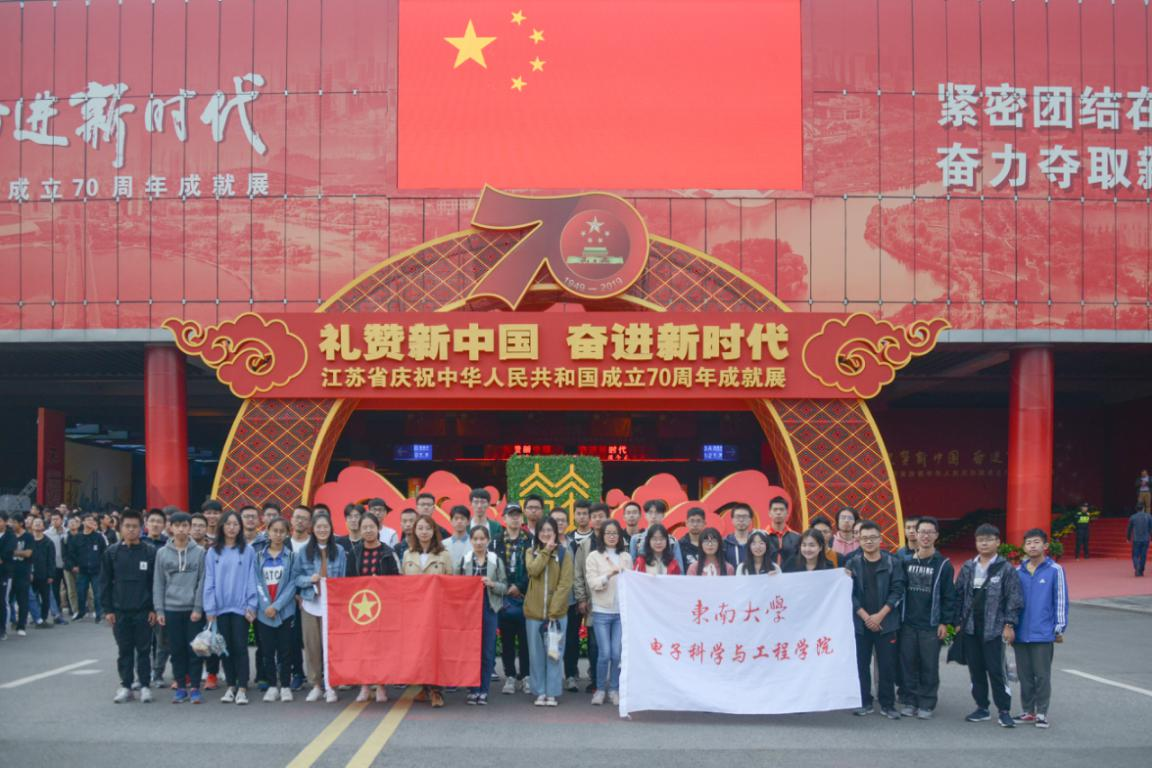 进新时代
成立70周年成就展
紧密团结在
奋力夺取新
70
1949—2019
礼赞新中国 奋进新时代
江苏省庆祝中华人民共和国成立70周年成就展
東南大學
电子科学与工程学院